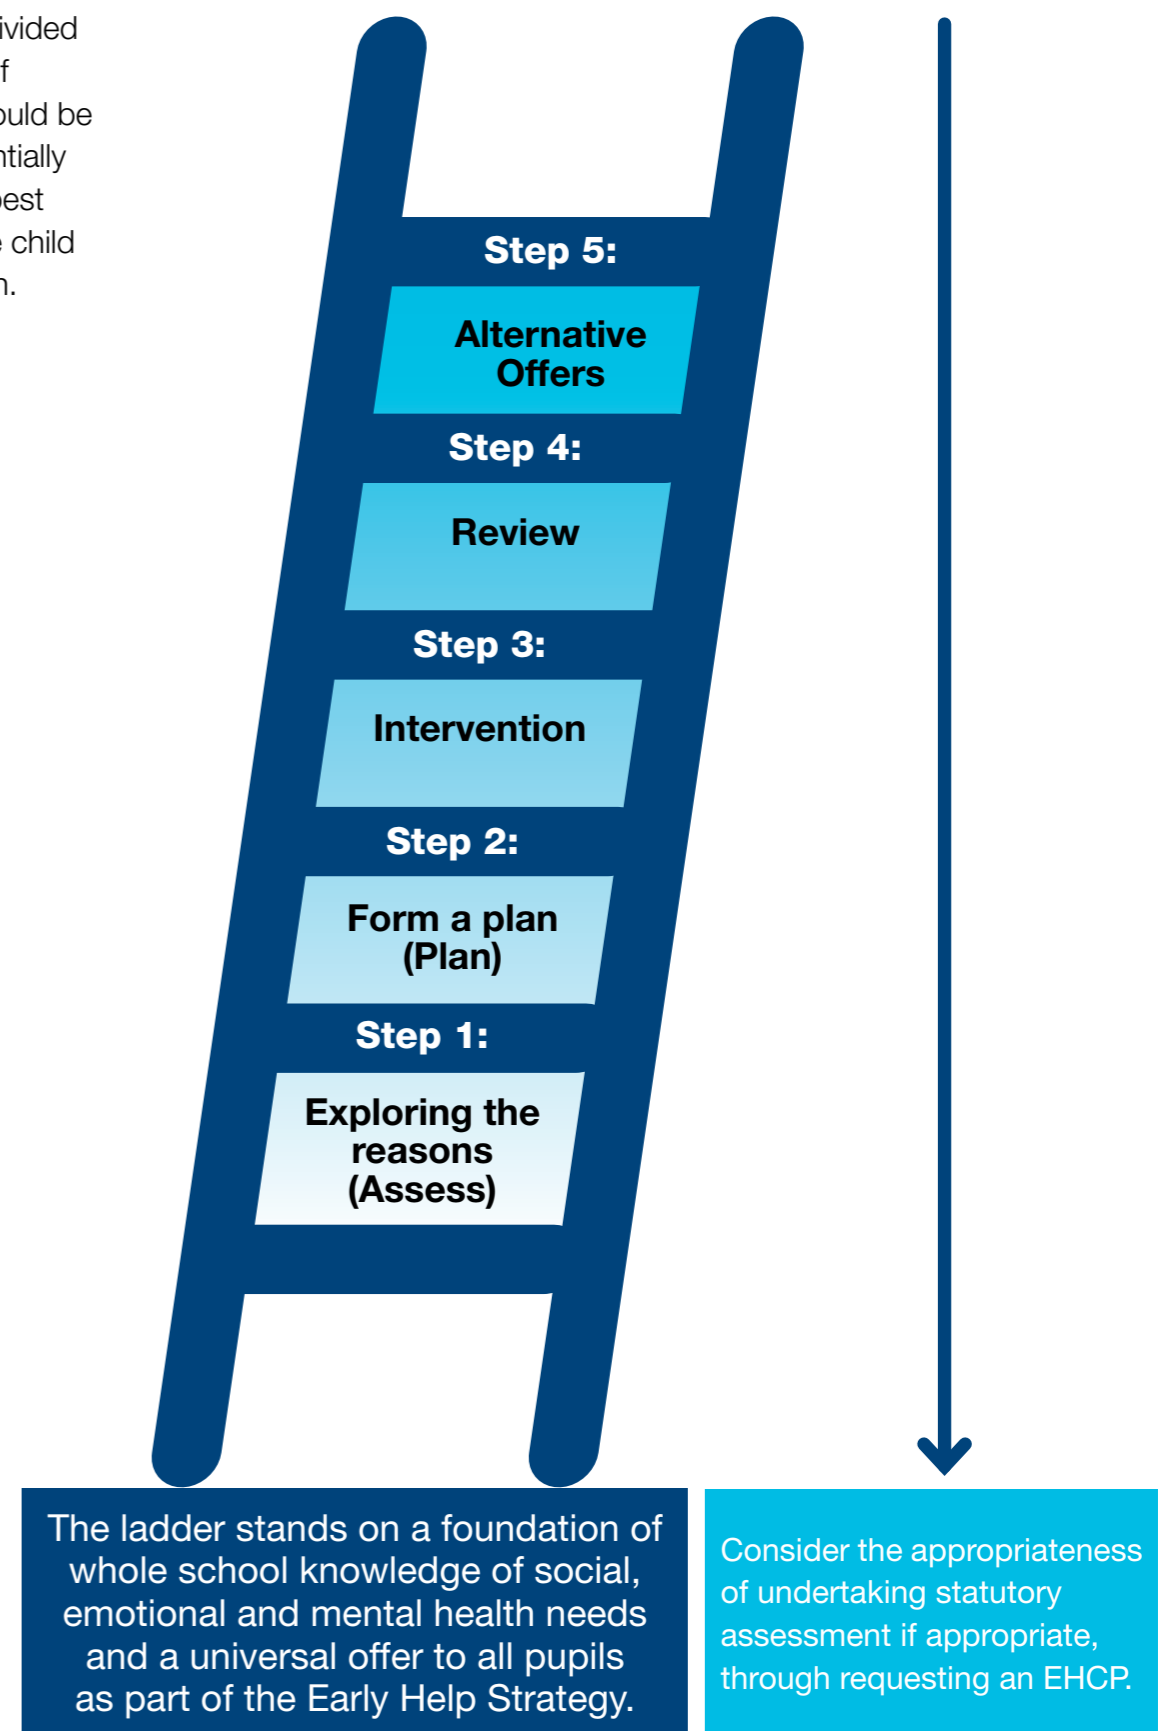 ivided
f
ould be
ntially
best
e child
n.
Step 5:
Alternative
Offers
Step 4:
Review
Step 3:
Intervention
Step 2:
Form a plan
(Plan)
Step 1:
Exploring the
reasons
(Assess)
The ladder stands on a foundation of
whole school knowledge of social,
emotional and mental health needs
and a universal offer to all pupils
as part of the Early Help Strategy.
Consider the appropriateness
of undertaking statutory
assessment if appropriate,
through requesting an EHCP.